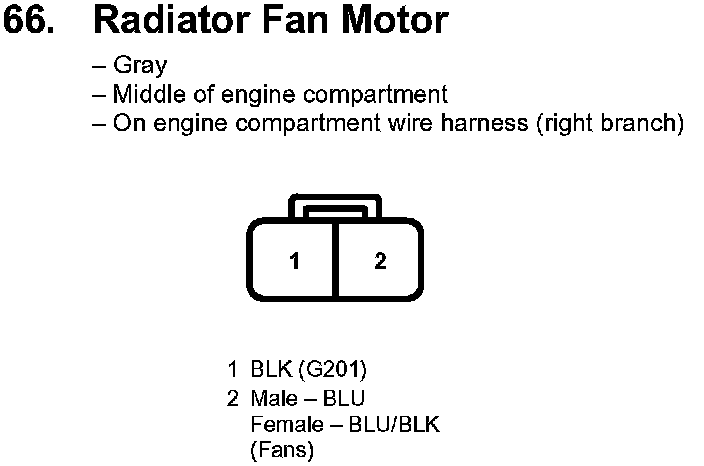 66. Radiator Fan Motor
– Gray
– Middle of engine compartment
– On engine compartment wire harness (right branch)
1 2
1 BLK (G201)
2 Male – BLU
Female – BLU/BLK
(Fans)